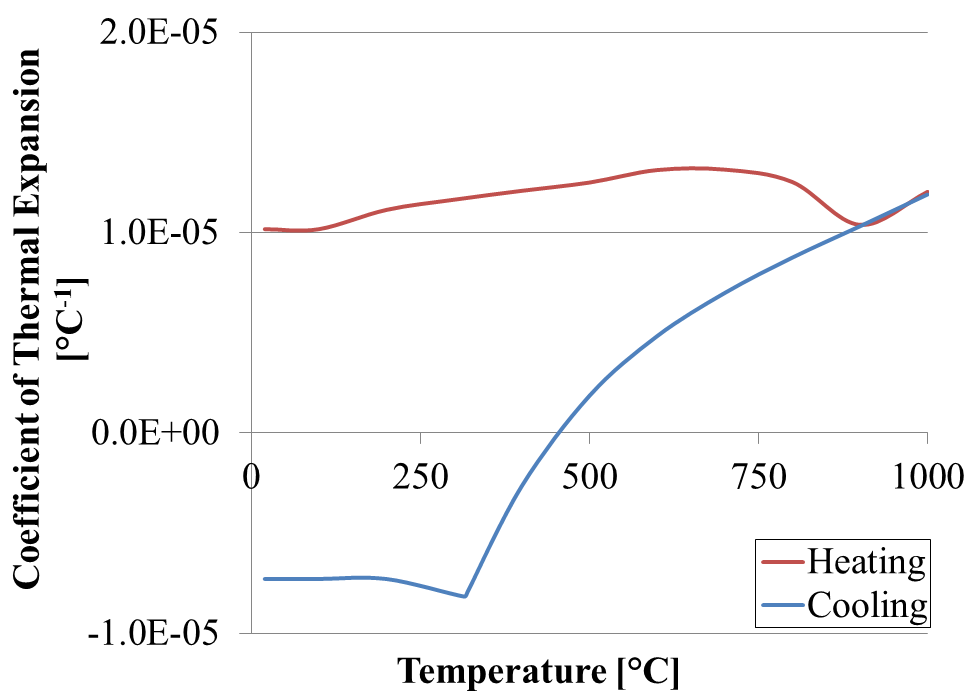 2.0E-05
1.0E-05
0.0E+00
-1.0E-05
Coefficient of Thermal Expansion
[°C-1]
0
250
500
750
1000
Heating
Cooling
Temperature [°C]